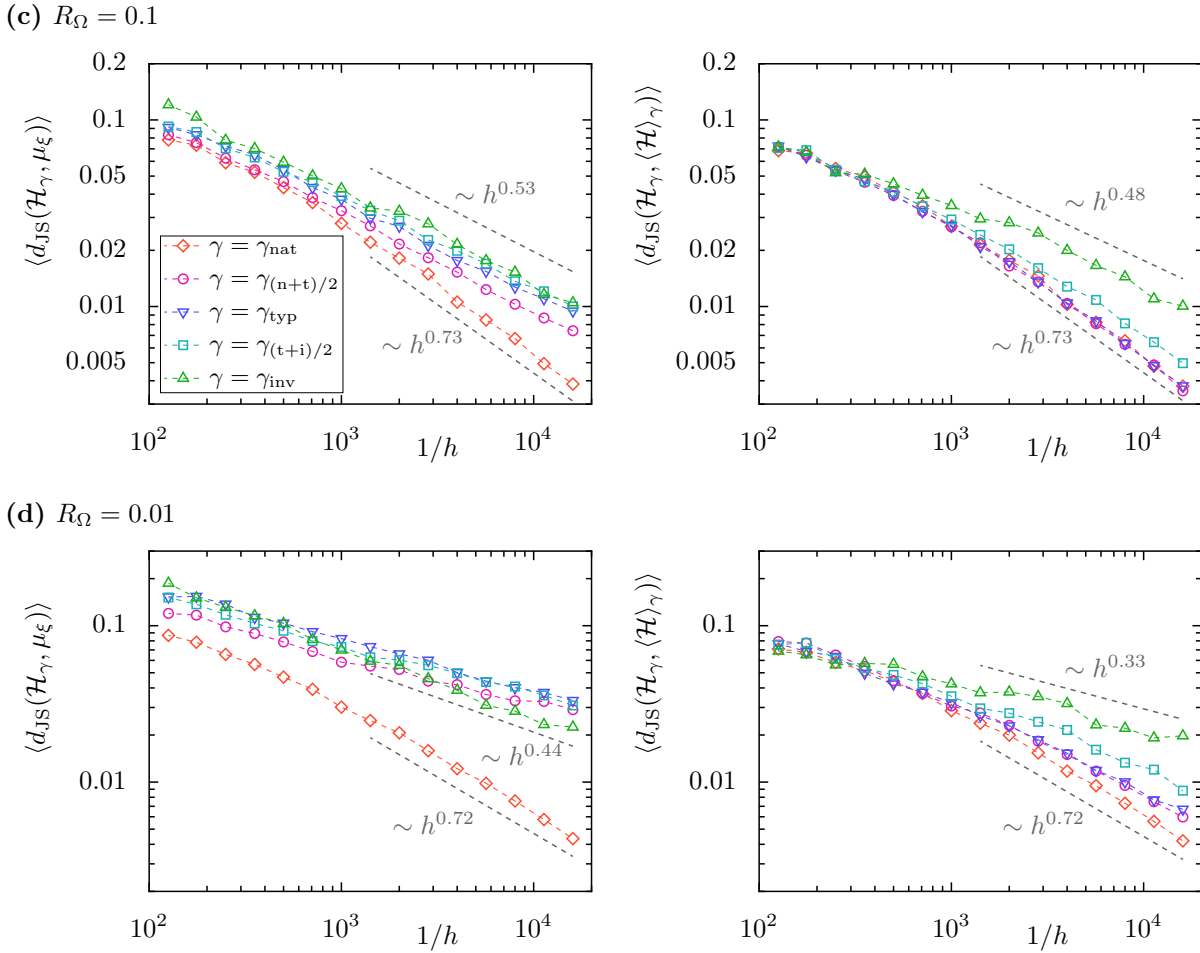 (c) R_Ω = 0.1
⟨d_JS(ℋ_γ, μ_ξ)⟩
0.2
0.1
0.05
0.02
0.01
0.005
∼ h^0.53
∼ h^0.73
γ = γ_nat
γ = γ_(n+t)/2
γ = γ_typ
γ = γ_(t+i)/2
γ = γ_inv
10^2
10^3
10^4
1/h
⟨d_JS(ℋ_γ, ⟨ℋ⟩_γ)⟩
0.2
0.1
0.05
0.02
0.01
0.005
∼ h^0.48
∼ h^0.73
10^2
10^3
10^4
1/h
(d) R_Ω = 0.01
⟨d_JS(ℋ_γ, μ_ξ)⟩
0.1
0.01
∼ h^0.44
∼ h^0.72
10^2
10^3
10^4
1/h
⟨d_JS(ℋ_γ, ⟨ℋ⟩_γ)⟩
0.1
0.01
∼ h^0.33
∼ h^0.72
10^2
10^3
10^4
1/h